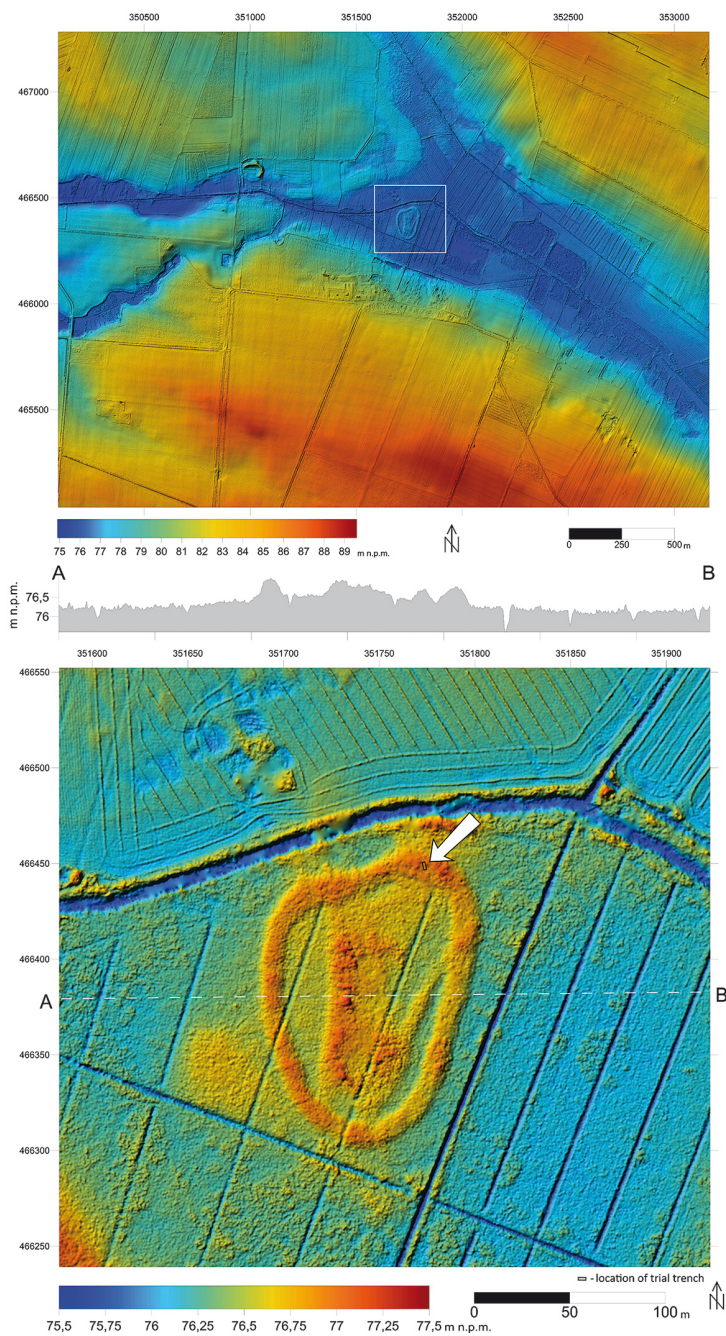 350500 351000 351500 352000 352500 353000
467000
466500
466000
465500
75 76 77 78 79 80 81 82 83 84 85 86 87 88 89 m n.p.m.
N
0 250 500 m
A B
m n.p.m.
76,5
76
351600 351650 351700 351750 351800 351850 351900
466550
466500
466450
466400
A B
466350
466300
466250
- location of trial trench
N
75,5 75,75 76 76,25 76,5 76,75 77 77,25 77,5 m n.p.m.
0 50 100 m